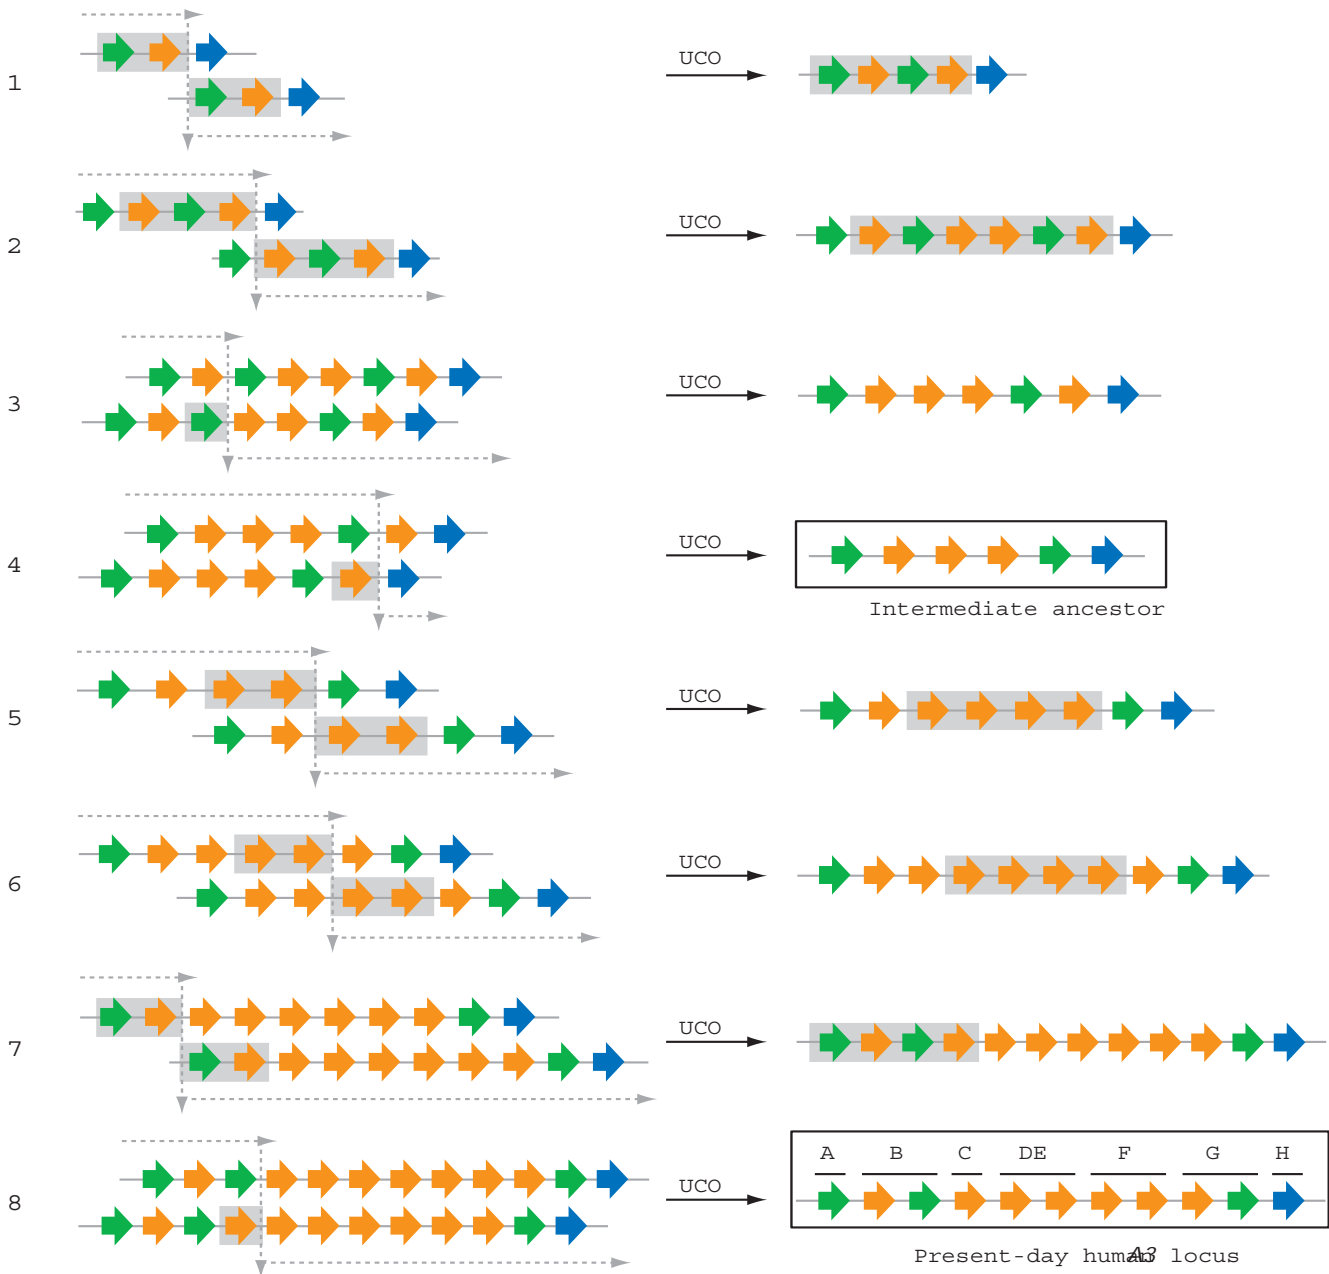 1 UCO
2 UCO
3 UCO
4 UCO
Intermediate ancestor
5 UCO
6 UCO
7 UCO
A B C DE F G H
8 UCO
Present-day human A3 locus